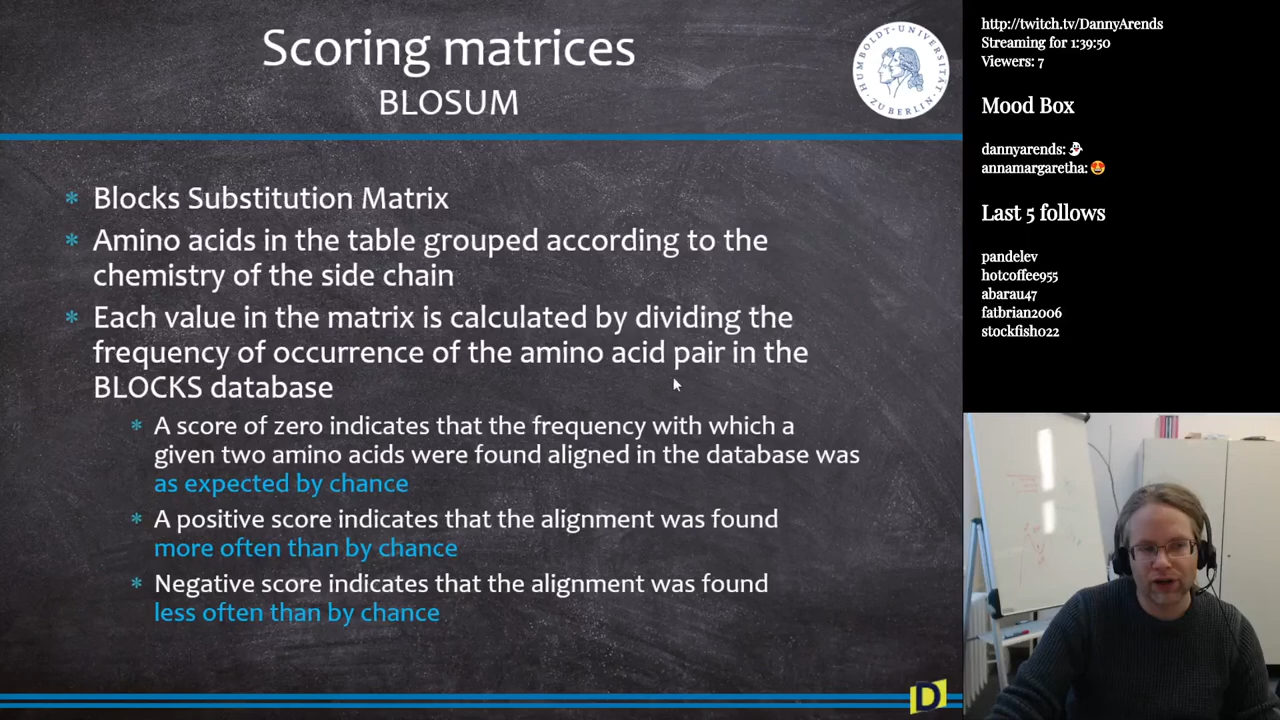 Scoring matrices
BLOSUM
HUMBOLDT-UNIVERSITÄT
ZU BERLIN
* Blocks Substitution Matrix
* Amino acids in the table grouped according to the
chemistry of the side chain
* Each value in the matrix is calculated by dividing the
frequency of occurrence of the amino acid pair in the
BLOCKS database
* A score of zero indicates that the frequency with which a
given two amino acids were found aligned in the database was
as expected by chance
* A positive score indicates that the alignment was found
more often than by chance
* Negative score indicates that the alignment was found
less often than by chance
D
http://twitch.tv/DannyArends
Streaming for 1:39:50
Viewers: 7
Mood Box
dannyarends: 👻
annamargaretha: 😍
Last 5 follows
pandelev
hotcoffee955
abarau47
fatbrian2006
stockfish022